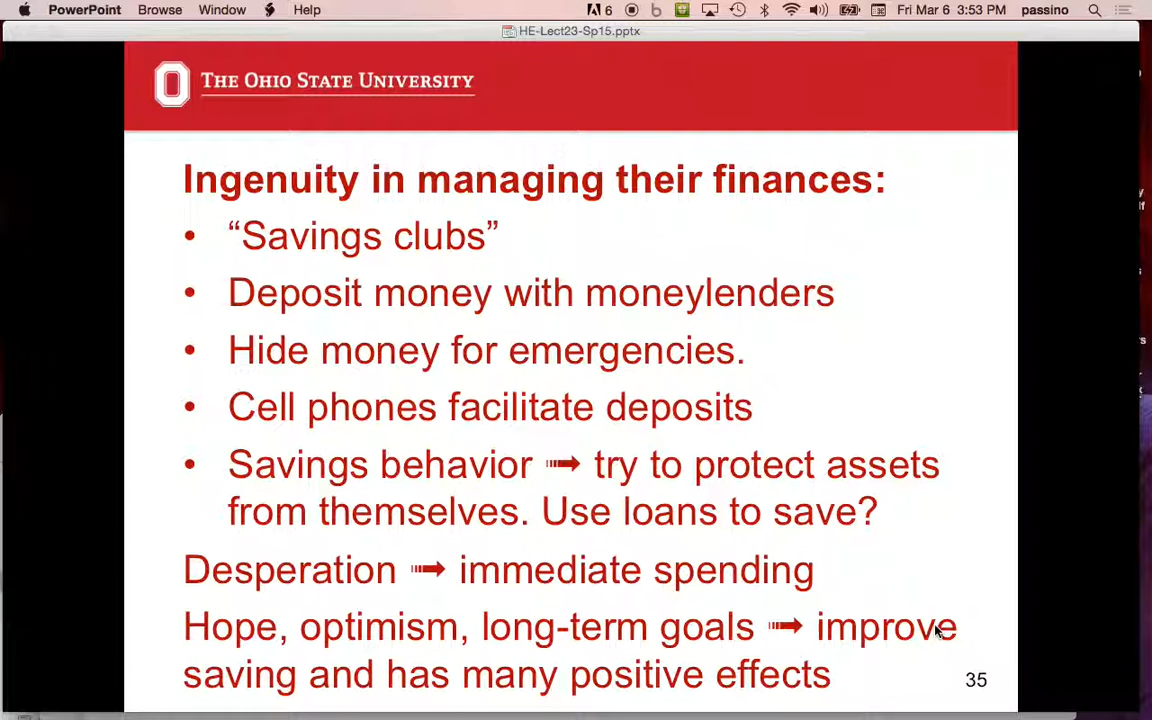 PowerPoint Browse Window Help 6 Fri Mar 6 3:53 PM passino
HE-Lect23-Sp15.pptx
THE OHIO STATE UNIVERSITY
Ingenuity in managing their finances:
• “Savings clubs”
• Deposit money with moneylenders
• Hide money for emergencies.
• Cell phones facilitate deposits
• Savings behavior ➟ try to protect assets
from themselves. Use loans to save?
Desperation ➟ immediate spending
Hope, optimism, long-term goals ➟ improve
saving and has many positive effects
35